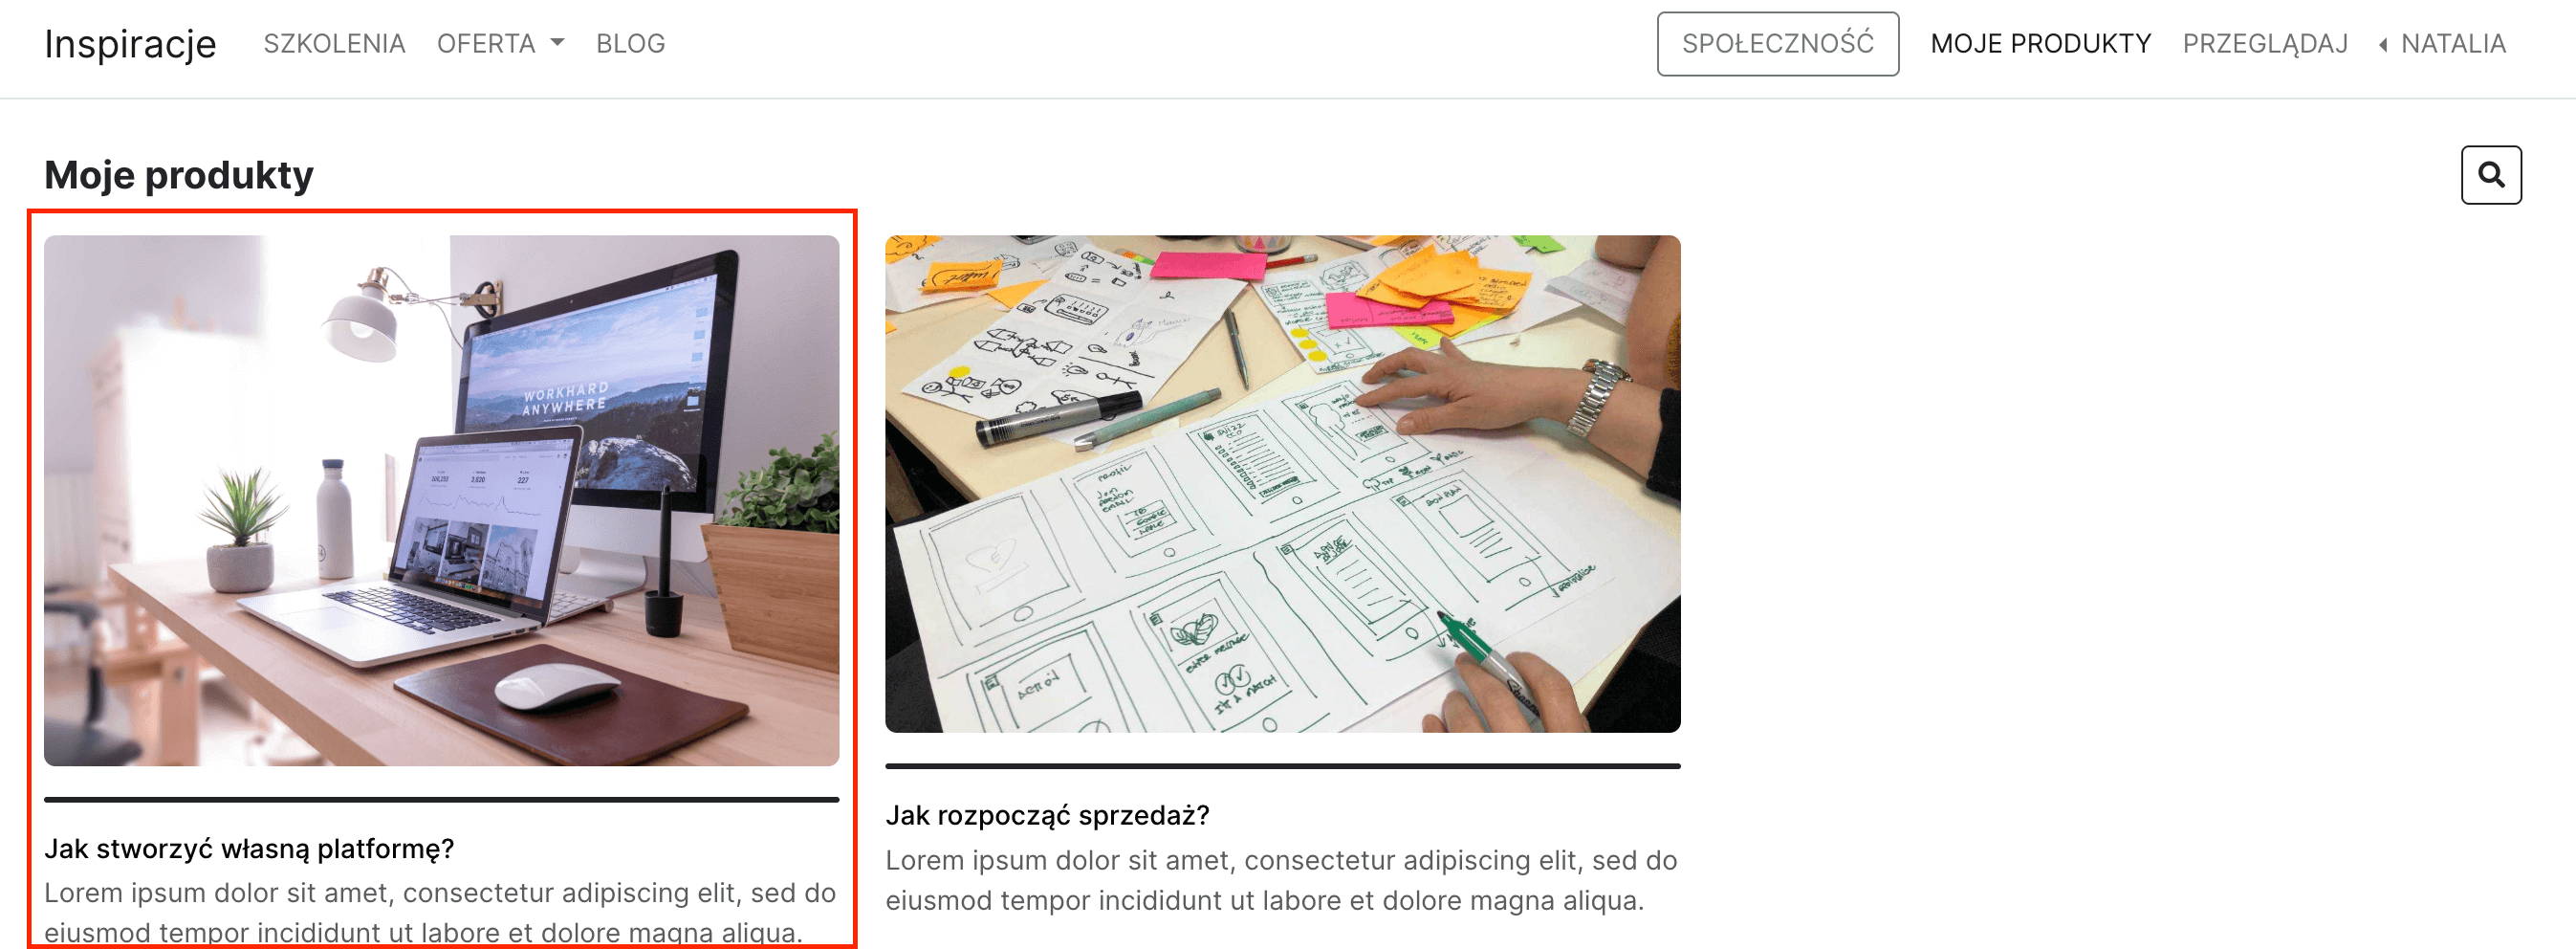 Inspiracje SZKOLENIA OFERTA BLOG SPOŁECZNOŚĆ MOJE PRODUKTY PRZEGLĄDAJ NATALIA
Moje produkty
WORKHARD
ANYWHERE
Jak stworzyć własną platformę?
Lorem ipsum dolor sit amet, consectetur adipiscing elit, sed do
eiusmod tempor incididunt ut labore et dolore magna aliqua.
Jak rozpocząć sprzedaż?
Lorem ipsum dolor sit amet, consectetur adipiscing elit, sed do
eiusmod tempor incididunt ut labore et dolore magna aliqua.